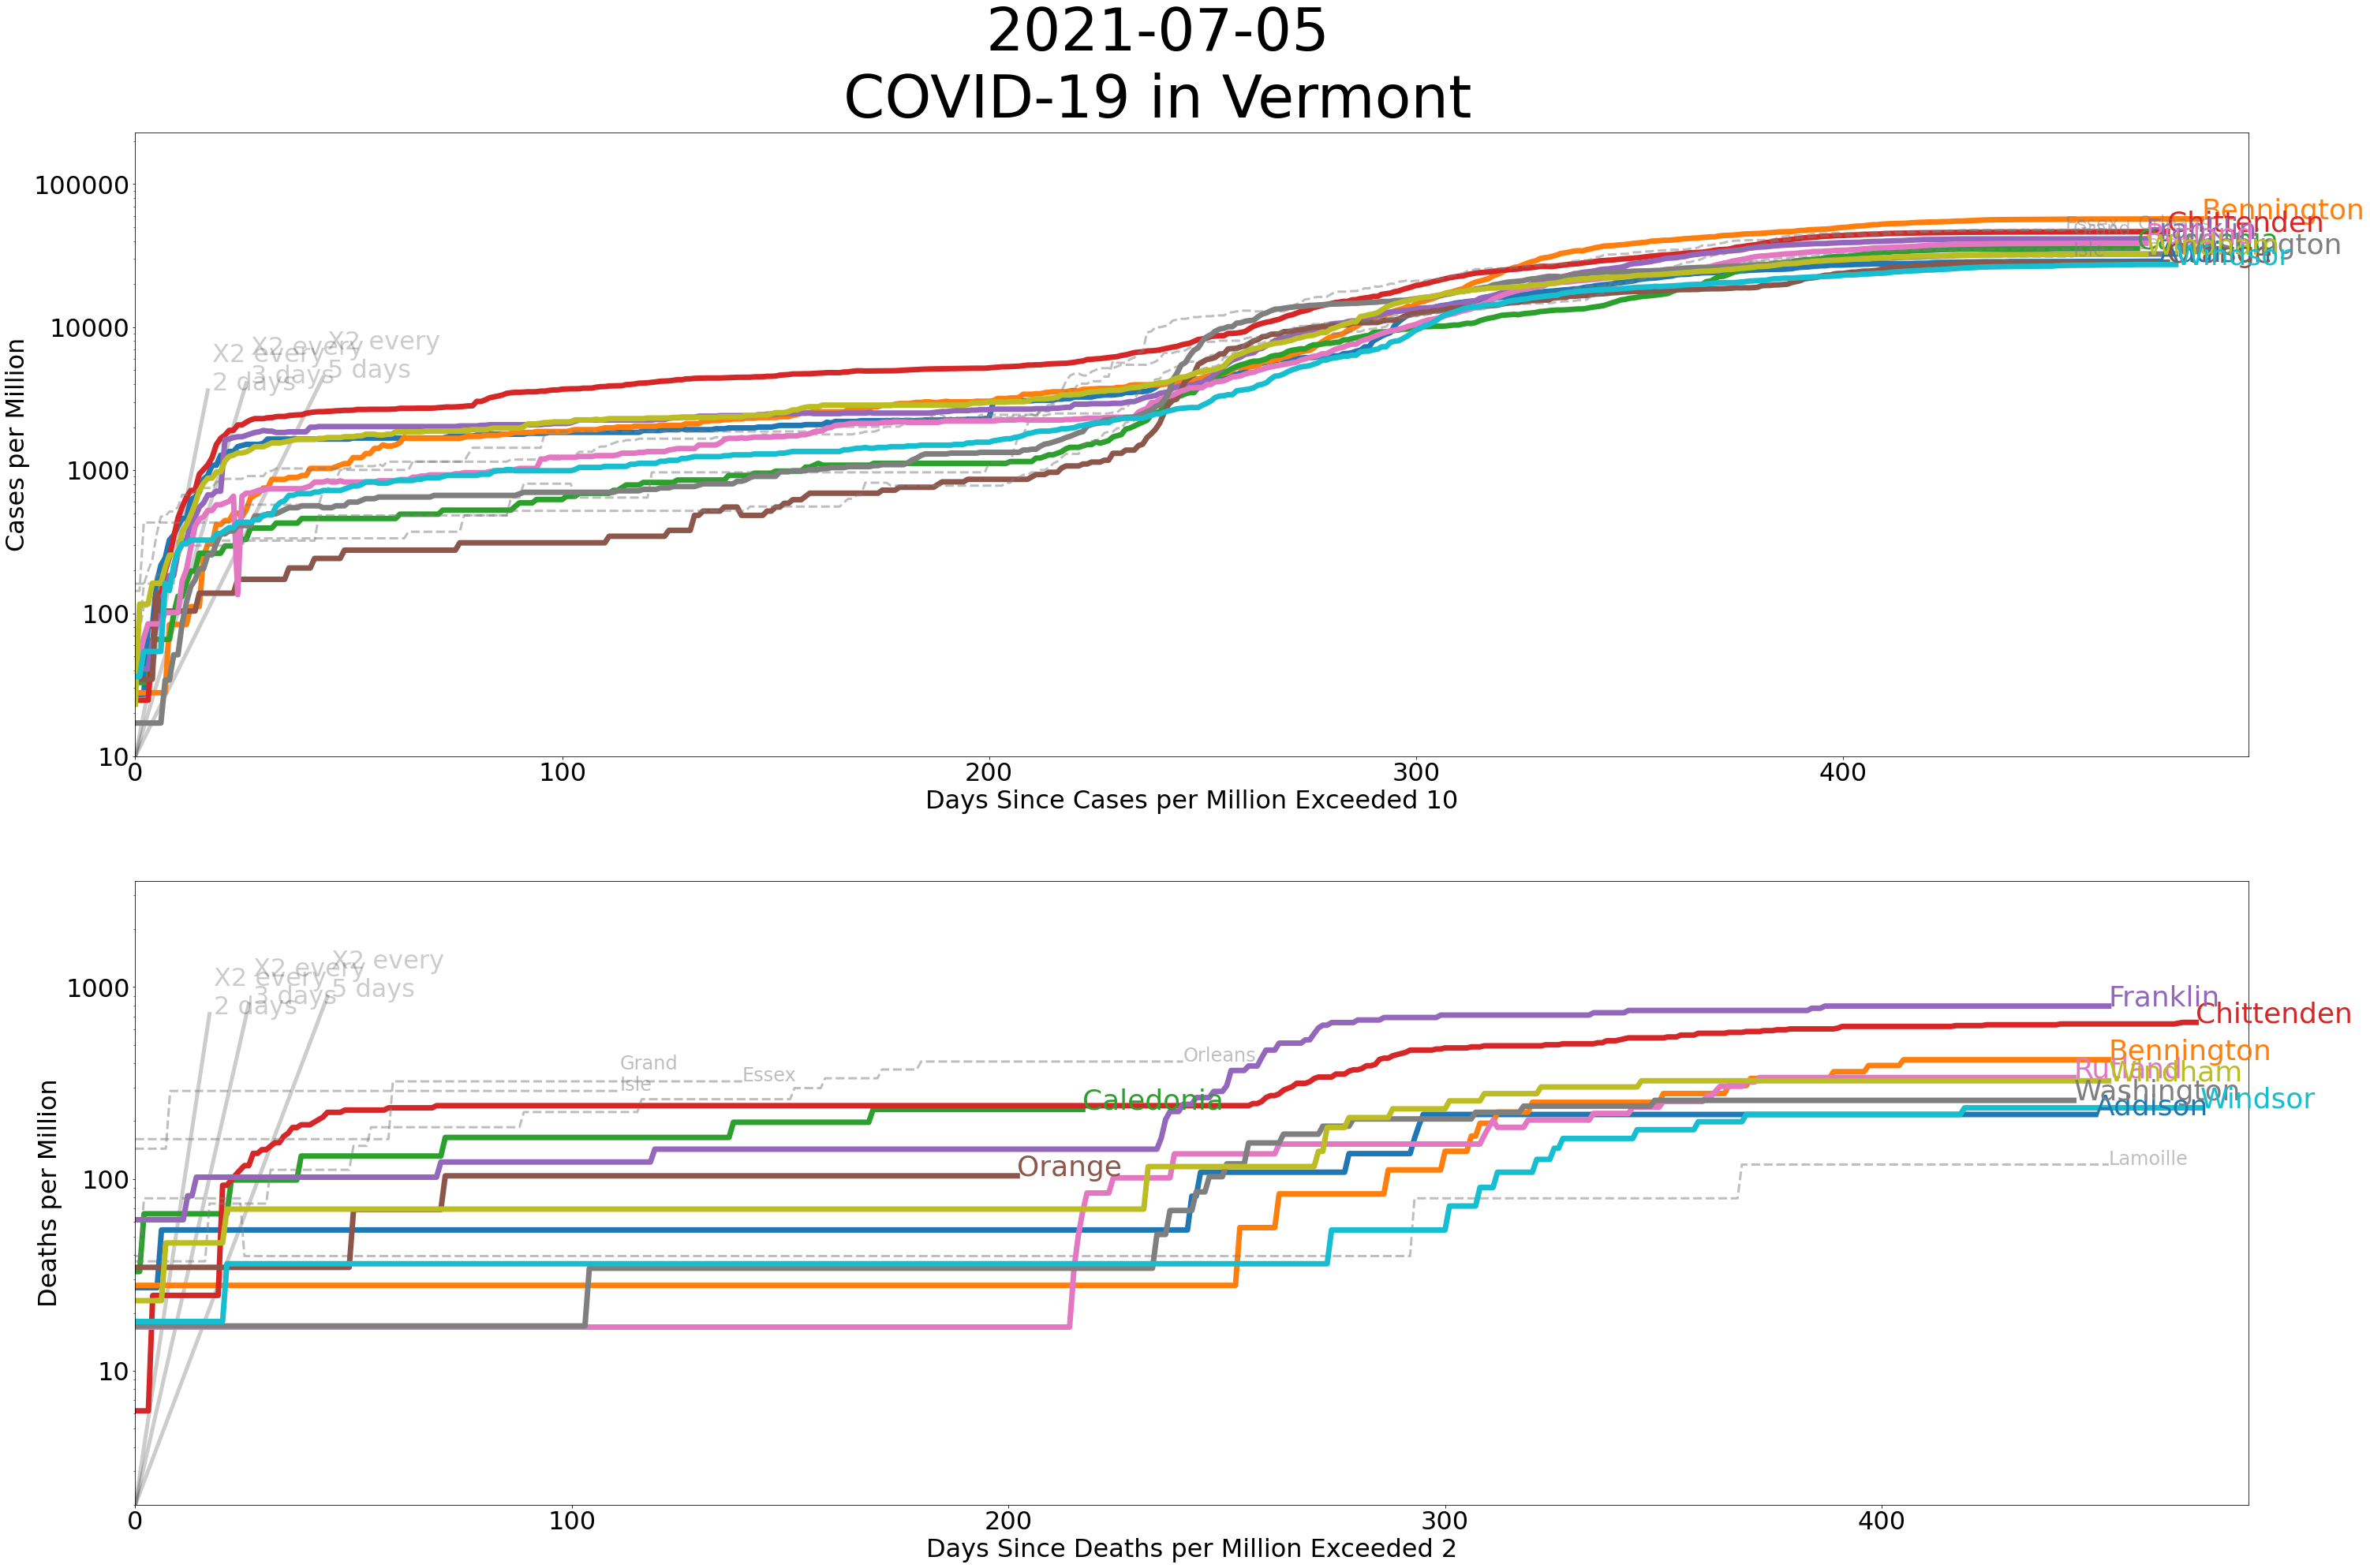 2021-07-05
COVID-19 in Vermont
100000
10000
1000
100
10
Cases per Million
X2 every
2 days
X2 every
3 days
X2 every
5 days
Bennington
Chittenden
Essex
Windsor
0
100
200
300
400
Days Since Cases per Million Exceeded 10
1000
100
10
Deaths per Million
X2 every
2 days
X2 every
3 days
X2 every
5 days
Grand
Isle
Essex
Orleans
Caledonia
Orange
Franklin
Chittenden
Bennington
Rutland
Windham
Washington
Windsor
Addison
Lamoille
0
100
200
300
400
Days Since Deaths per Million Exceeded 2